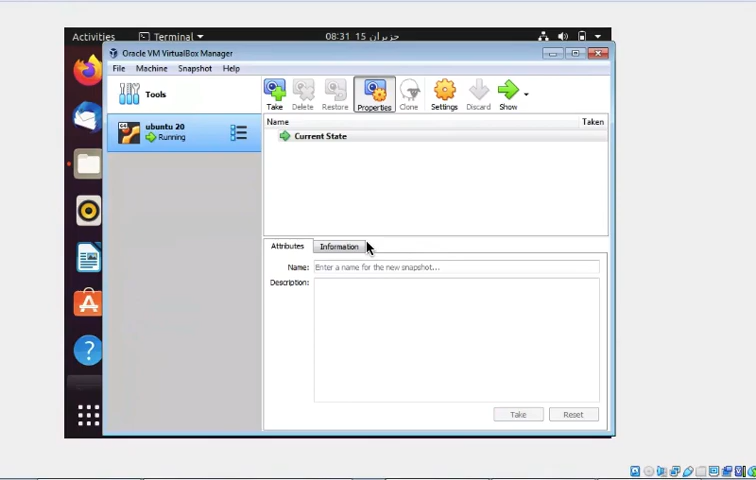 Activities Terminal 08:31 15 حزيران
Oracle VM VirtualBox Manager
File Machine Snapshot Help
Tools
Take Delete Restore Properties Clone Settings Discard Show
ubuntu 20
Running
Name Taken
Current State
Attributes Information
Name: Enter a name for the new snapshot...
Description:
Take Reset